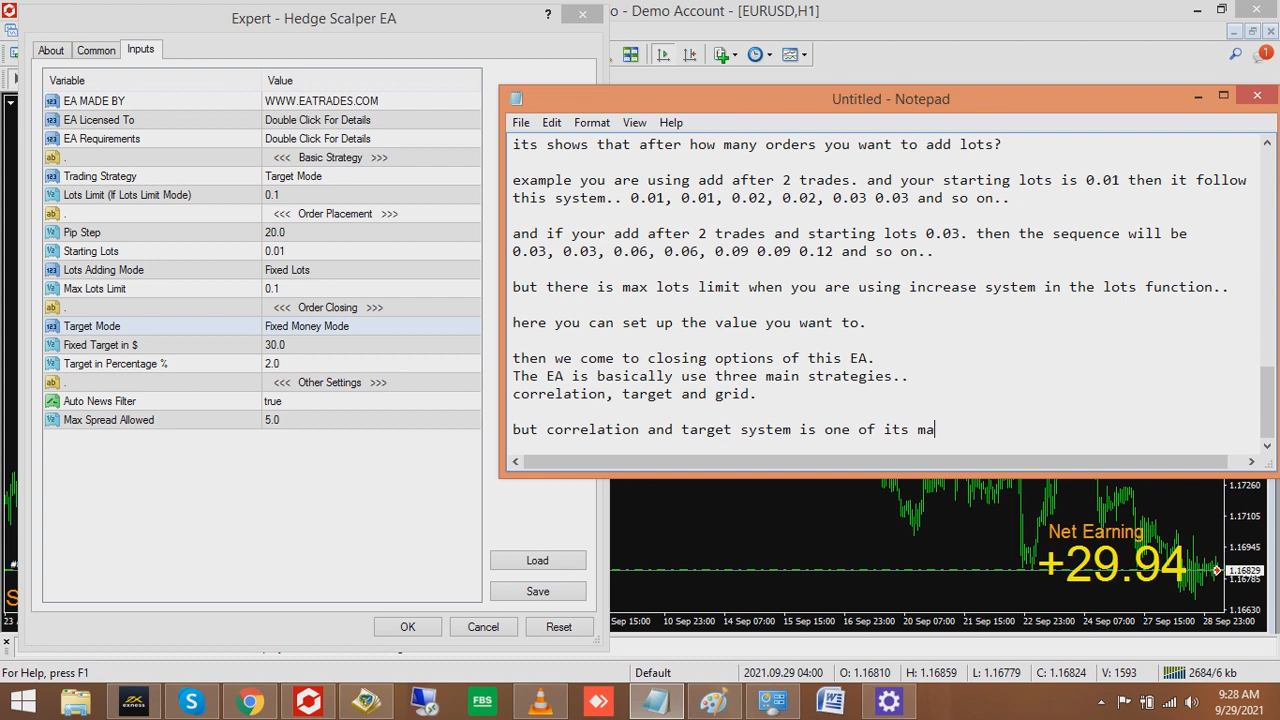 Expert - Hedge Scalper EA
?
o - Demo Account - [EURUSD,H1]
About
Common
Inputs
Variable
Value
EA MADE BY
WWW.EATRADES.COM
EA Licensed To
Double Click For Details
EA Requirements
Double Click For Details
.
<<< Basic Strategy >>>
Trading Strategy
Target Mode
Lots Limit (If Lots Limit Mode)
0.1
.
<<< Order Placement >>>
Pip Step
20.0
Starting Lots
0.01
Lots Adding Mode
Fixed Lots
Max Lots Limit
0.1
.
<<< Order Closing >>>
Target Mode
Fixed Money Mode
Fixed Target in $
30.0
Target in Percentage %
2.0
.
<<< Other Settings >>>
Auto News Filter
true
Max Spread Allowed
5.0
Load
Save
OK
Cancel
Reset
Untitled - Notepad
File
Edit
Format
View
Help
its shows that after how many orders you want to add lots?
example you are using add after 2 trades. and your starting lots is 0.01 then it follow
this system.. 0.01, 0.01, 0.02, 0.02, 0.03 0.03 and so on..
and if your add after 2 trades and starting lots 0.03. then the sequence will be
0.03, 0.03, 0.06, 0.06, 0.09 0.09 0.12 and so on..
but there is max lots limit when you are using increase system in the lots function..
here you can set up the value you want to.
then we come to closing options of this EA.
The EA is basically use three main strategies..
correlation, target and grid.
but correlation and target system is one of its ma
1
1.17260
1.17105
1.16945
1.16829
1.16785
1.16630
Net Earning
+29.94
Sep 15:00
10 Sep 23:00
14 Sep 07:00
15 Sep 15:00
16 Sep 23:00
20 Sep 07:00
21 Sep 15:00
22 Sep 23:00
24 Sep 07:00
27 Sep 15:00
28 Sep 23:00
For Help, press F1
Default
2021.09.29 04:00
O: 1.16810
H: 1.16859
L: 1.16779
C: 1.16824
V: 1593
2684/6 kb
exness
FBS
9:28 AM
9/29/2021